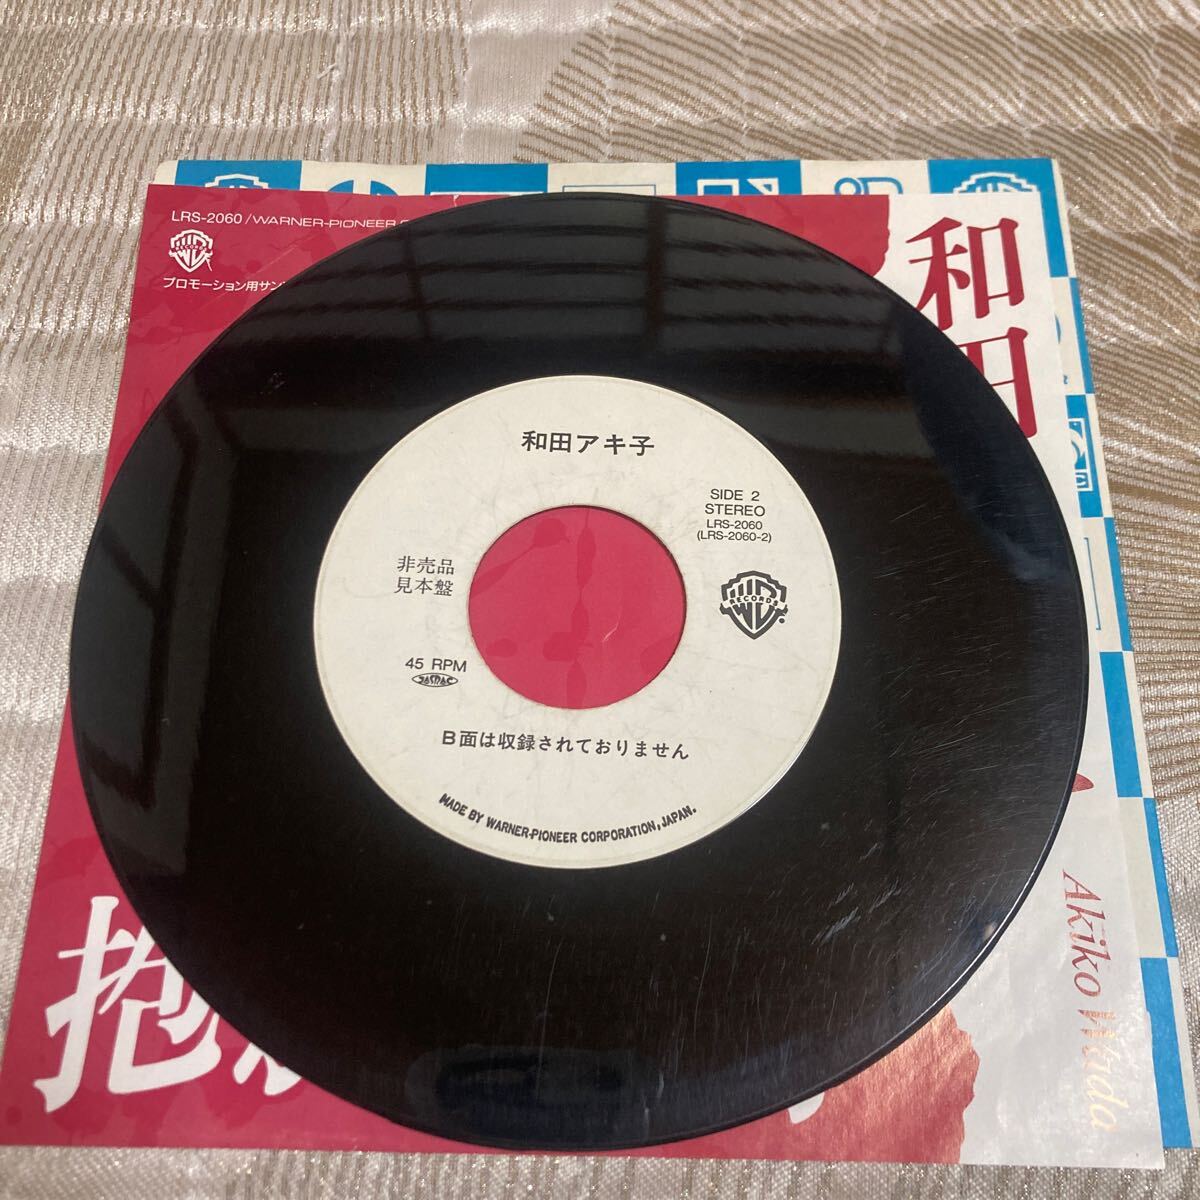 LRS-2060/WARNER-PIONEER
RECORDS
プロモーション用サン
和田
和田アキ子
SIDE 2
STEREO
LRS-2060
(LRS-2060-2)
非売品
見本盤
RECORDS
45 RPM
JASRAC
B面は収録されておりません
MADE BY WARNER-PIONEER CORPORATION, JAPAN.
Akiko Wada
抱